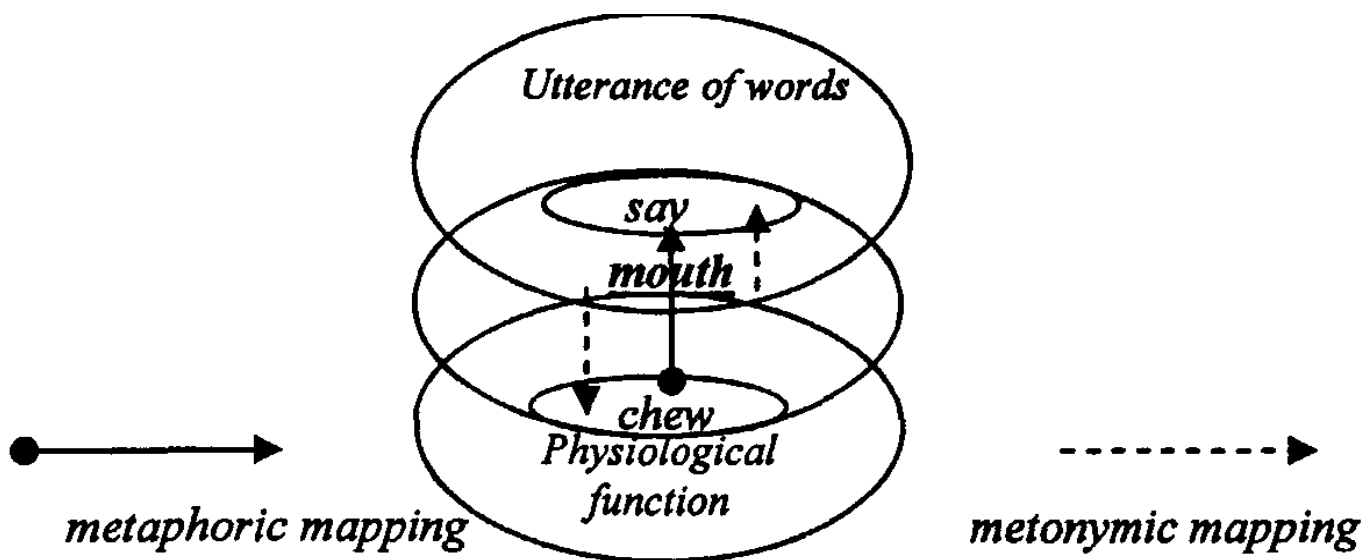 Utterance of words
say
mouth
chew
Physiological
function
metaphoric mapping
metonymic mapping